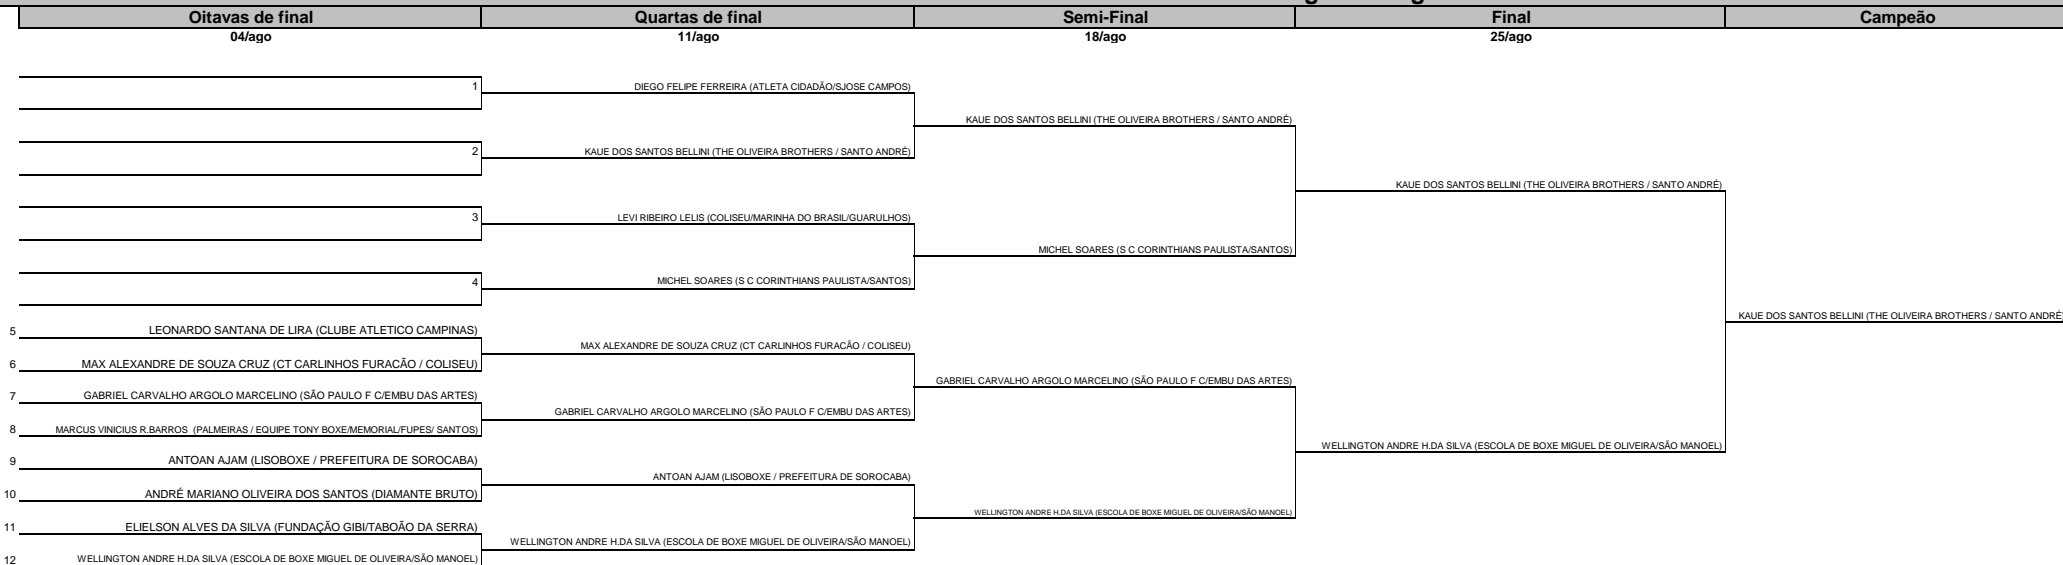 Oitavas de final
Quartas de final
Semi-Final
Final
Campeão
04/ago
11/ago
18/ago
25/ago
1
DIEGO FELIPE FERREIRA (ATLETA CIDADÃO/SJOSE CAMPOS)
KAUE DOS SANTOS BELLINI (THE OLIVEIRA BROTHERS / SANTO ANDRÉ)
2
KAUE DOS SANTOS BELLINI (THE OLIVEIRA BROTHERS / SANTO ANDRÉ)
KAUE DOS SANTOS BELLINI (THE OLIVEIRA BROTHERS / SANTO ANDRÉ)
3
LEVI RIBEIRO LELIS (COLISEU/MARINHA DO BRASIL/GUARULHOS)
MICHEL SOARES (S C CORINTHIANS PAULISTA/SANTOS)
4
MICHEL SOARES (S C CORINTHIANS PAULISTA/SANTOS)
KAUE DOS SANTOS BELLINI (THE OLIVEIRA BROTHERS / SANTO ANDRÉ)
5 LEONARDO SANTANA DE LIRA (CLUBE ATLETICO CAMPINAS)
MAX ALEXANDRE DE SOUZA CRUZ (CT CARLINHOS FURACÃO / COLISEU)
6 MAX ALEXANDRE DE SOUZA CRUZ (CT CARLINHOS FURACÃO / COLISEU)
GABRIEL CARVALHO ARGOLO MARCELINO (SÃO PAULO F C/EMBU DAS ARTES)
7 GABRIEL CARVALHO ARGOLO MARCELINO (SÃO PAULO F C/EMBU DAS ARTES)
GABRIEL CARVALHO ARGOLO MARCELINO (SÃO PAULO F C/EMBU DAS ARTES)
8 MARCUS VINICIUS R.BARROS (PALMEIRAS / EQUIPE TONY BOXE/MEMORIAL/FUPES/ SANTOS)
WELLINGTON ANDRE H.DA SILVA (ESCOLA DE BOXE MIGUEL DE OLIVEIRA/SÃO MANOEL)
9 ANTOAN AJAM (LISOBOXE / PREFEITURA DE SOROCABA)
ANTOAN AJAM (LISOBOXE / PREFEITURA DE SOROCABA)
10 ANDRÉ MARIANO OLIVEIRA DOS SANTOS (DIAMANTE BRUTO)
WELLINGTON ANDRE H.DA SILVA (ESCOLA DE BOXE MIGUEL DE OLIVEIRA/SÃO MANOEL)
11 ELIELSON ALVES DA SILVA (FUNDAÇÃO GIBI/TABOÃO DA SERRA)
WELLINGTON ANDRE H.DA SILVA (ESCOLA DE BOXE MIGUEL DE OLIVEIRA/SÃO MANOEL)
12 WELLINGTON ANDRE H.DA SILVA (ESCOLA DE BOXE MIGUEL DE OLIVEIRA/SÃO MANOEL)